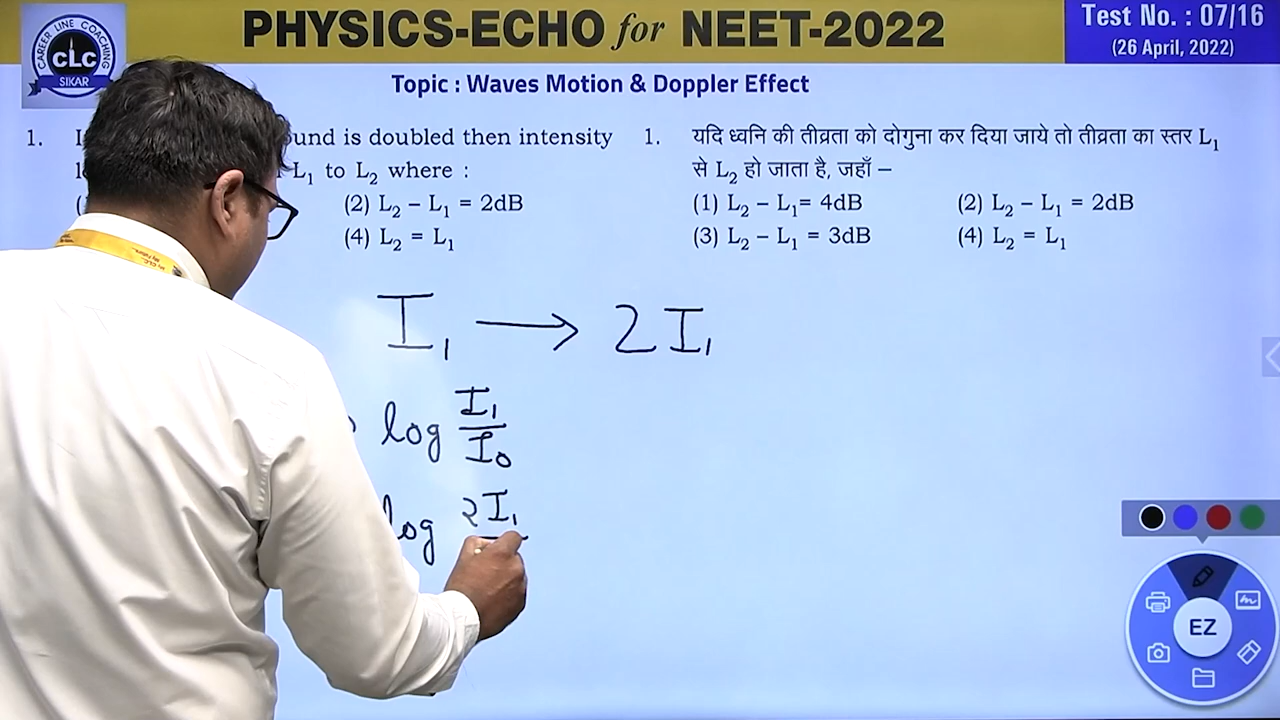 PHYSICS-ECHO for NEET-2022
Test No. : 07/16
(26 April, 2022)
CAREER LINE COACHING
CLC
SIKAR
Topic : Waves Motion & Doppler Effect
1. I ound is doubled then intensity
l L₁ to L₂ where :
( (2) L₂ – L₁ = 2dB
(4) L₂ = L₁
1. यदि ध्वनि की तीव्रता को दोगुना कर दिया जाये तो तीव्रता का स्तर L₁
से L₂ हो जाता है, जहाँ –
(1) L₂ – L₁= 4dB (2) L₂ – L₁ = 2dB
(3) L₂ – L₁ = 3dB (4) L₂ = L₁
I₁ → 2I₁
log I₁/I₀
log 2I₁
EZ